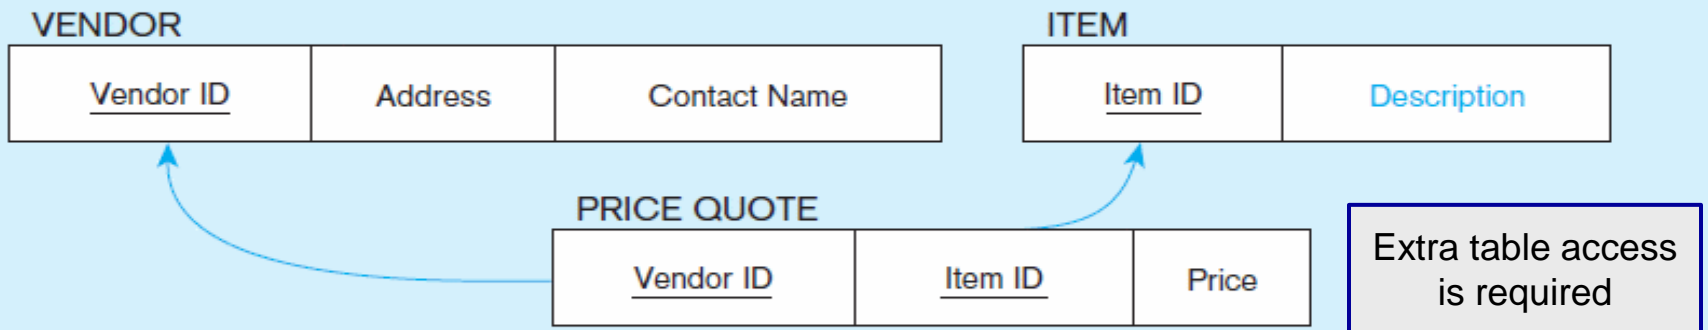 VENDOR
Vendor ID Address Contact Name
ITEM
Item ID Description
PRICE QUOTE
Vendor ID Item ID Price
Extra table access
is required